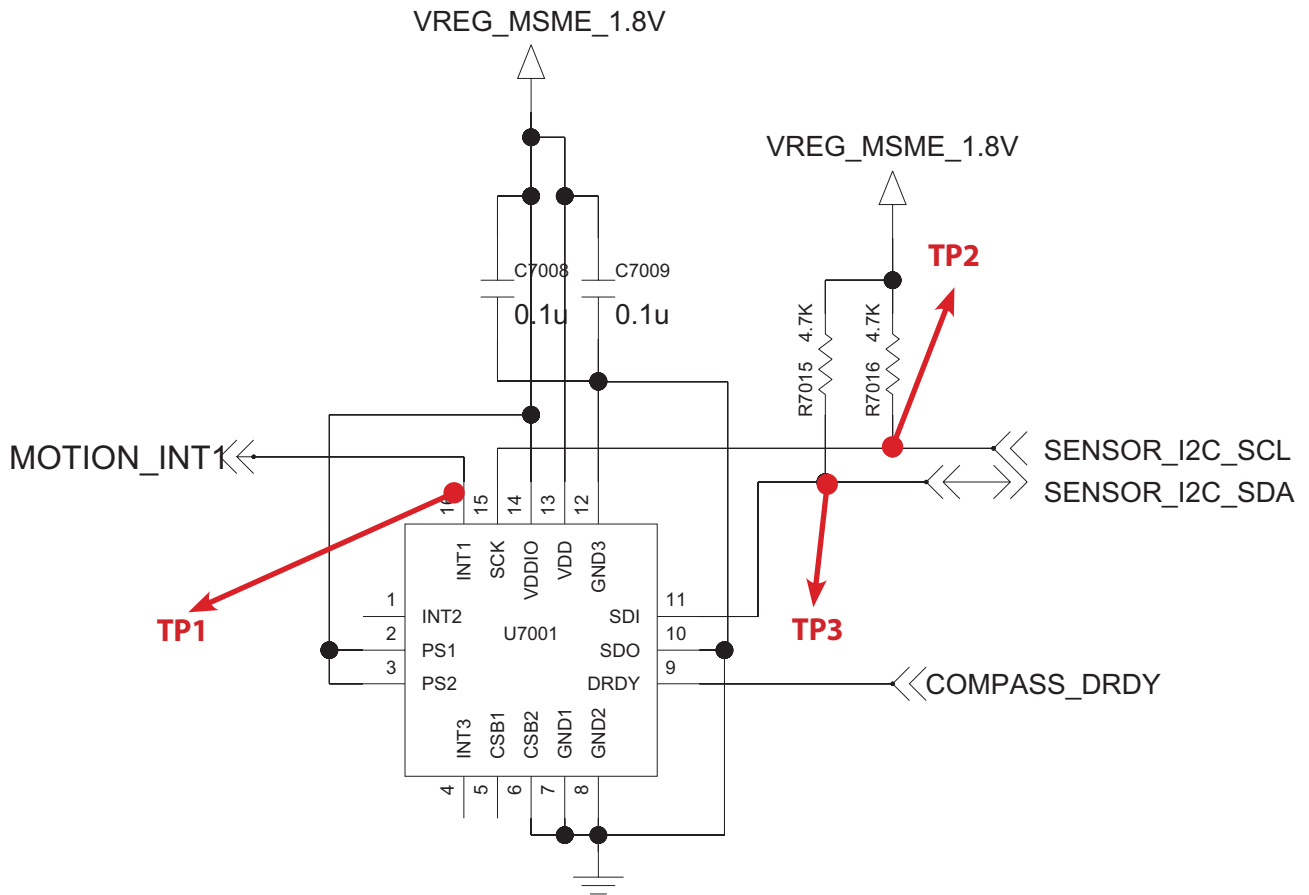 VREG_MSME_1.8V
VREG_MSME_1.8V
TP2
C7008
C7009
0.1u
0.1u
R7015 4.7K
R7016 4.7K
MOTION_INT1
SENSOR_I2C_SCL
SENSOR_I2C_SDA
16
15
14
13
12
INT1
SCK
VDDIO
VDD
GND3
TP1
TP3
1
INT2
SDI
11
2
PS1
U7001
SDO
10
3
PS2
DRDY
9
COMPASS_DRDY
INT3
CSB1
CSB2
GND1
GND2
4
5
6
7
8